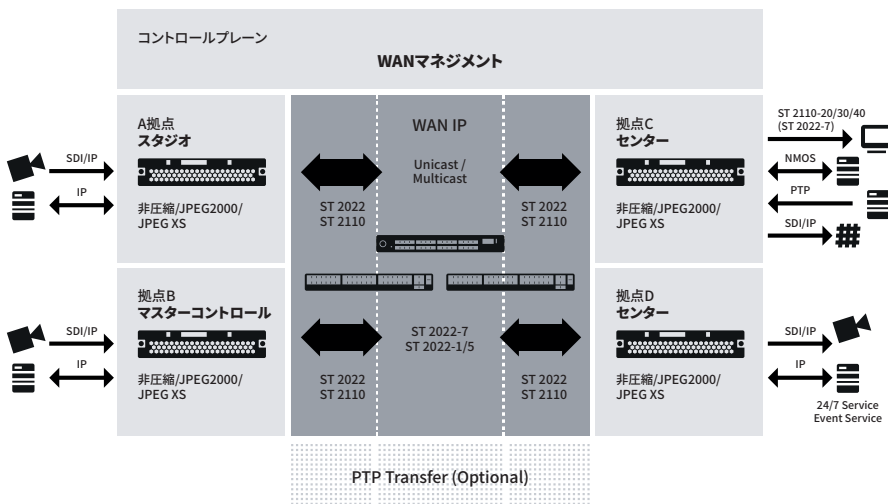 コントロールプレーン
WANマネジメント
A拠点
スタジオ
SDI/IP
IP
非圧縮/JPEG2000/
JPEG XS
拠点B
マスターコントロール
SDI/IP
IP
非圧縮/JPEG2000/
JPEG XS
WAN IP
Unicast /
Multicast
ST 2022
ST 2110
ST 2022
ST 2110
ST 2022-7
ST 2022-1/5
ST 2022
ST 2110
ST 2022
ST 2110
拠点C
センター
非圧縮/JPEG2000/
JPEG XS
ST 2110-20/30/40
(ST 2022-7)
NMOS
PTP
SDI/IP
拠点D
センター
非圧縮/JPEG2000/
JPEG XS
SDI/IP
IP
24/7 Service
Event Service
PTP Transfer (Optional)